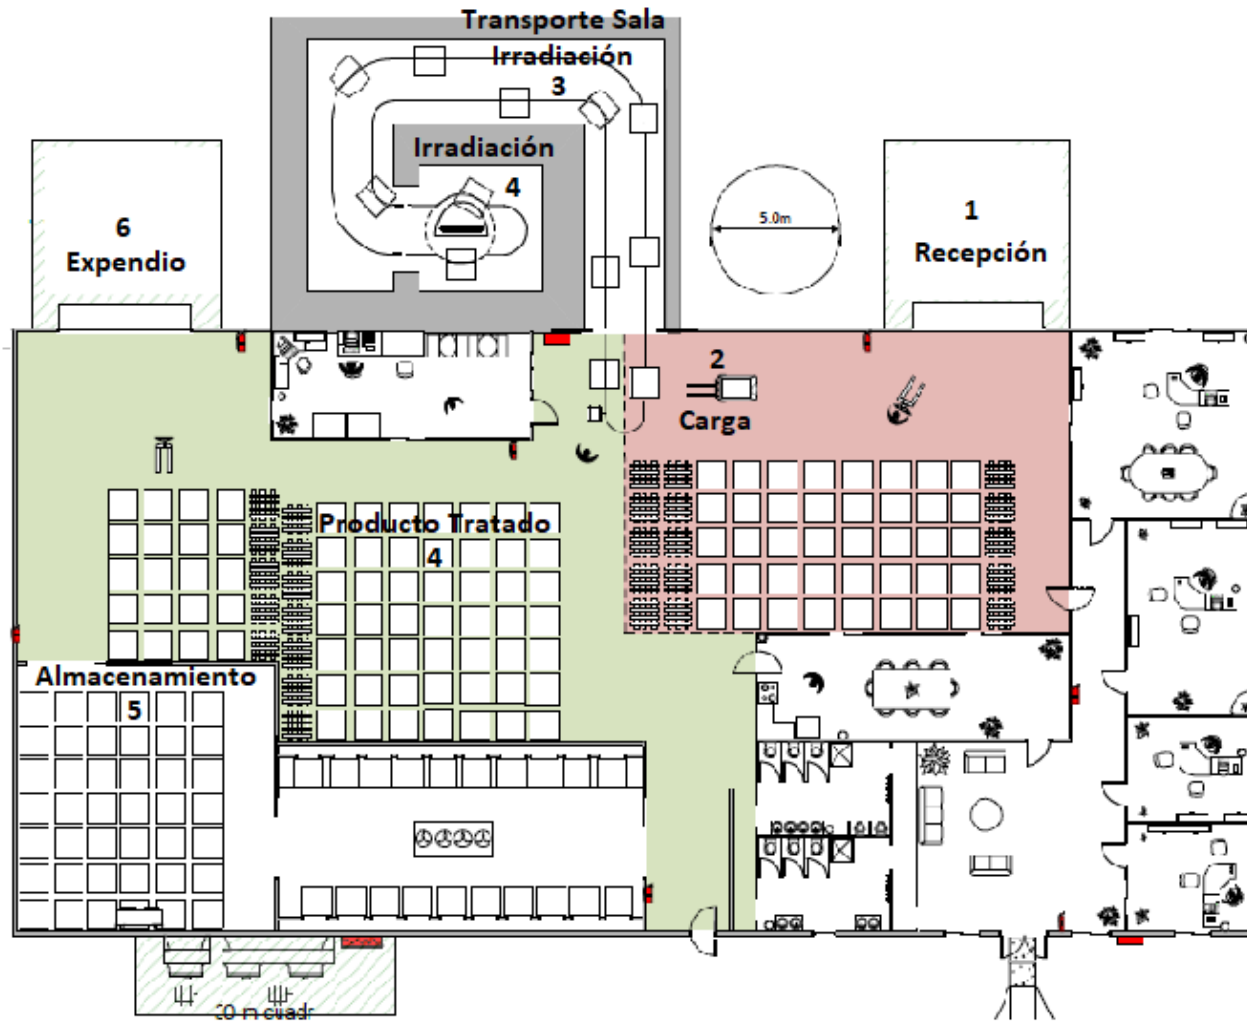 Transporte Sala
Irradiación
3
Irradiación
4
6
Expendio
5.0m
1
Recepción
2
Carga
Producto Tratado
4
Almacenamiento
5
m cuadr